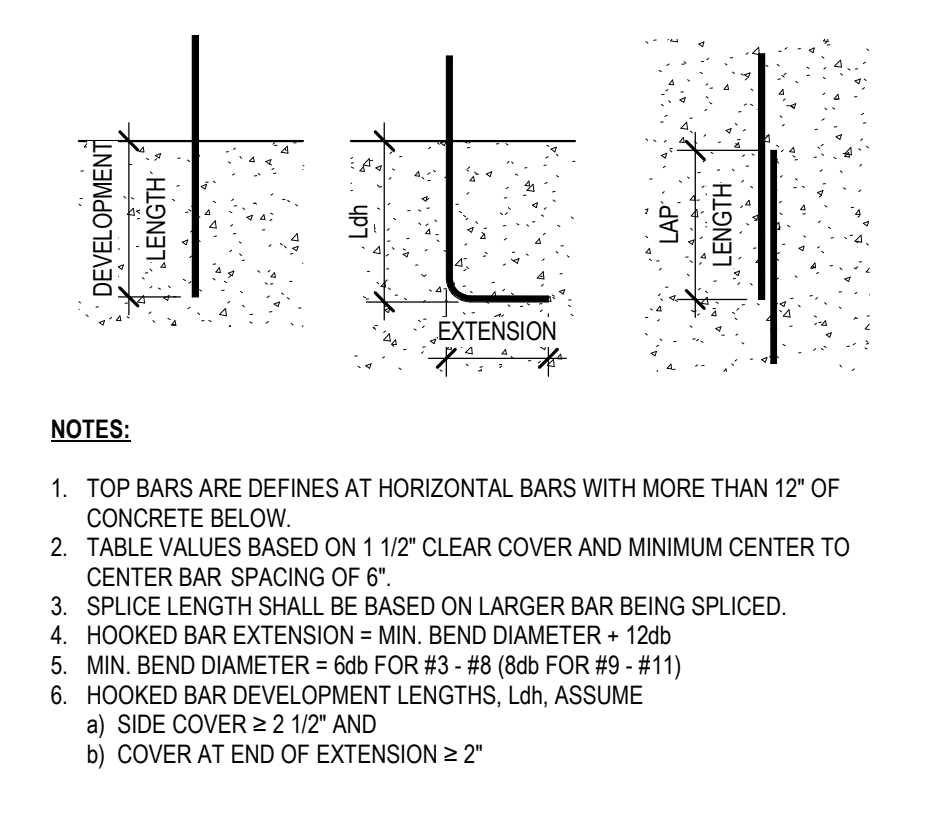 DEVELOPMENT
LENGTH
Ldh
EXTENSION
LAP
LENGTH
NOTES:
1. TOP BARS ARE DEFINES AT HORIZONTAL BARS WITH MORE THAN 12" OF
CONCRETE BELOW.
2. TABLE VALUES BASED ON 1 1/2" CLEAR COVER AND MINIMUM CENTER TO
CENTER BAR SPACING OF 6".
3. SPLICE LENGTH SHALL BE BASED ON LARGER BAR BEING SPLICED.
4. HOOKED BAR EXTENSION = MIN. BEND DIAMETER + 12db
5. MIN. BEND DIAMETER = 6db FOR #3 - #8 (8db FOR #9 - #11)
6. HOOKED BAR DEVELOPMENT LENGTHS, Ldh, ASSUME
a) SIDE COVER ≥ 2 1/2" AND
b) COVER AT END OF EXTENSION ≥ 2"